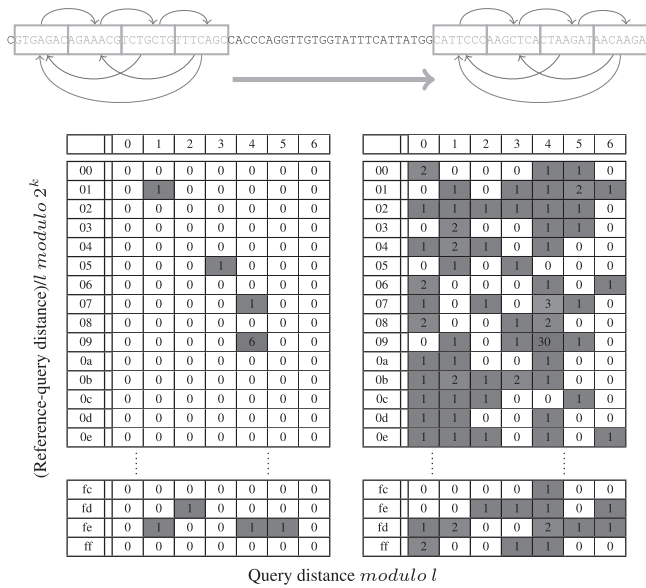 CGTGAGACAGAAACGTCTGCTGTTTCAGCCACCCAGGTTGTGGTATTTCATTATGGCATTCCCAAGCTCACTAAGATAACAAGA
(Reference-query distance)/l modulo 2^k
0 1 2 3 4 5 6
00 0 0 0 0 0 0 0
01 0 1 0 0 0 0 0
02 0 0 0 0 0 0 0
03 0 0 0 0 0 0 0
04 0 0 0 0 0 0 0
05 0 0 0 1 0 0 0
06 0 0 0 0 0 0 0
07 0 0 0 0 1 0 0
08 0 0 0 0 0 0 0
09 0 0 0 0 6 0 0
0a 0 0 0 0 0 0 0
0b 0 0 0 0 0 0 0
0c 0 0 0 0 0 0 0
0d 0 0 0 0 0 0 0
0e 0 0 0 0 0 0 0
fc 0 0 0 0 0 0 0
fd 0 0 1 0 0 0 0
fe 0 1 0 0 1 1 0
ff 0 0 0 0 0 0 0
0 1 2 3 4 5 6
00 2 0 0 0 1 1 0
01 0 1 0 1 1 2 1
02 1 1 1 1 1 1 0
03 0 2 0 0 1 1 0
04 1 2 1 0 1 0 0
05 0 1 0 1 0 0 0
06 2 0 0 0 1 0 1
07 1 0 1 0 3 1 0
08 2 0 0 1 2 0 0
09 0 1 0 1 30 1 0
0a 1 1 0 0 1 0 0
0b 1 2 1 2 1 0 0
0c 1 1 1 0 0 1 0
0d 1 1 0 0 1 0 0
0e 1 1 1 0 1 0 1
fc 0 0 0 0 1 0 0
fe 0 0 1 1 1 0 1
fd 1 2 0 0 2 1 1
ff 2 0 0 1 1 0 0
Query distance modulo l